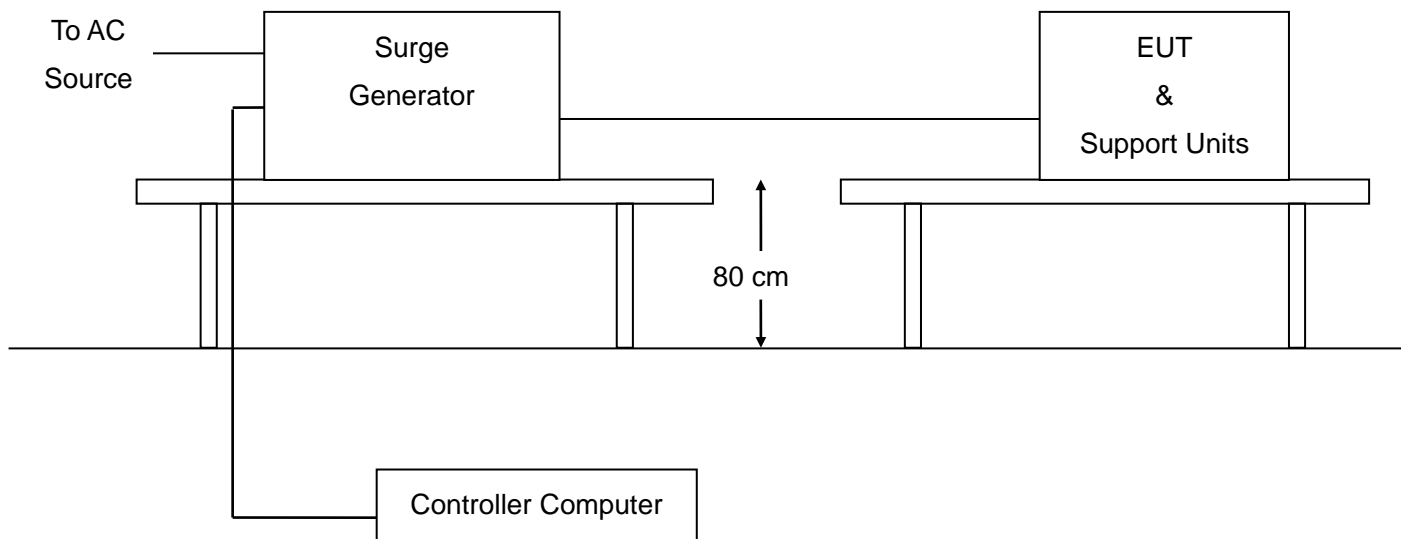 To AC
Source
Surge
Generator
EUT
&
Support Units
80 cm
Controller Computer